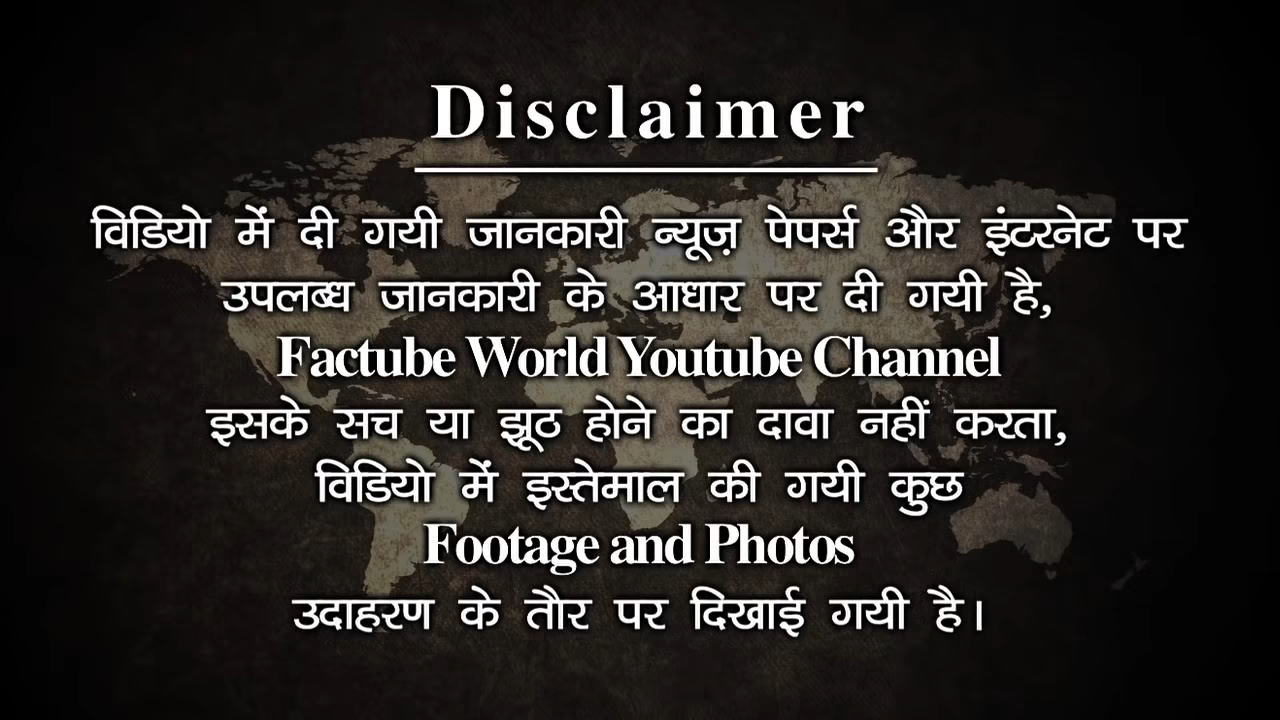 Disclaimer
विडियो में दी गयी जानकारी न्यूज़ पेपर्स और इंटरनेट पर
उपलब्ध जानकारी के आधार पर दी गयी है,
Factube World Youtube Channel
इसके सच या झूठ होने का दावा नहीं करता,
विडियो में इस्तेमाल की गयी कुछ
Footage and Photos
उदाहरण के तौर पर दिखाई गयी है।